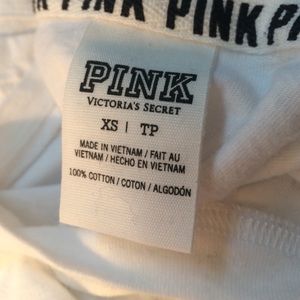 PINK PINK
PINK
VICTORIA'S SECRET
XS | TP
MADE IN VIETNAM / FAIT AU
VIETNAM / HECHO EN VIETNAM
100% COTTON / COTON / ALGODÓN